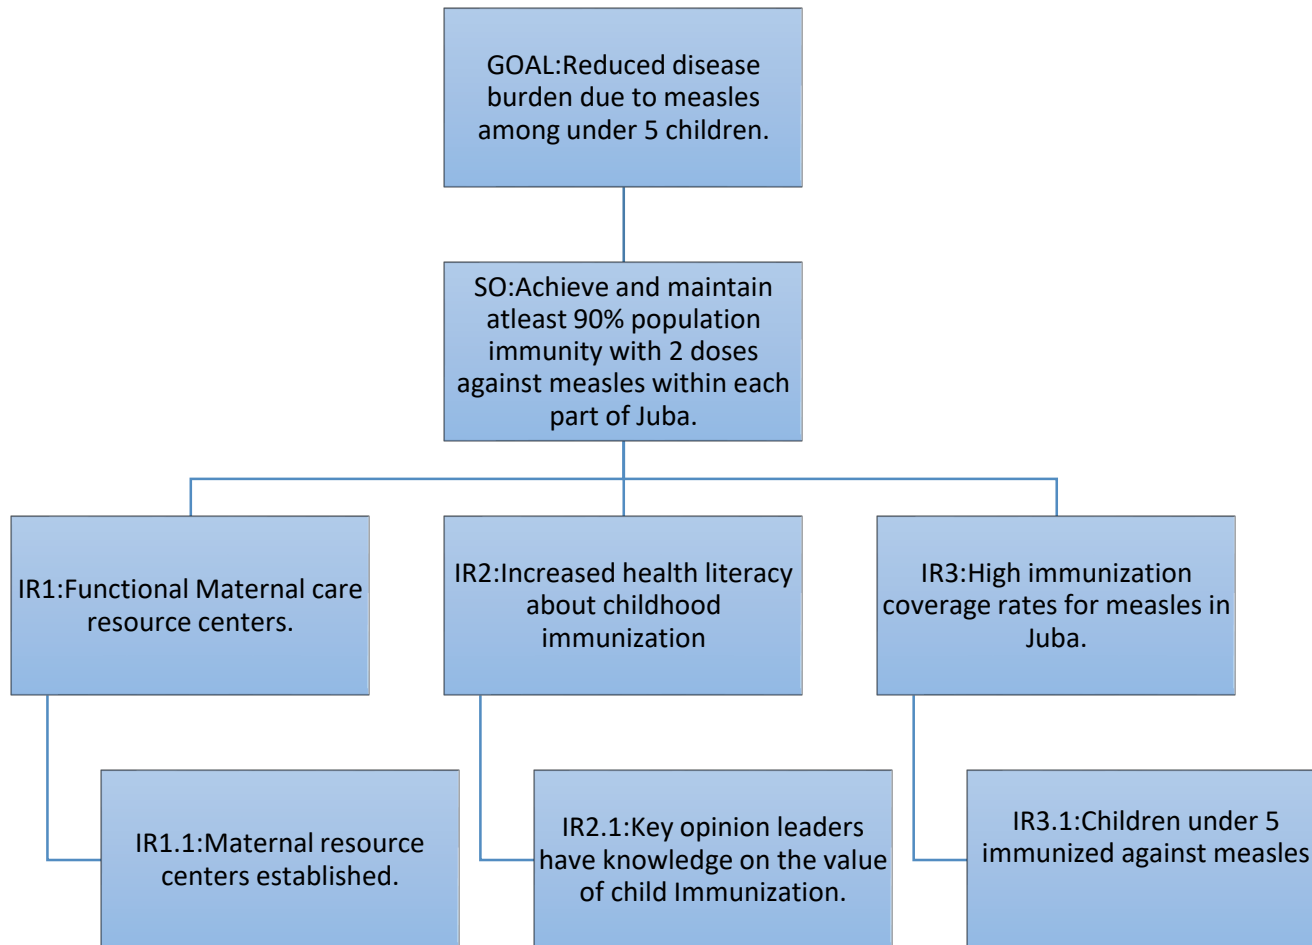 GOAL:Reduced disease
burden due to measles
among under 5 children.
SO:Achieve and maintain
atleast 90% population
immunity with 2 doses
against measles within each
part of Juba.
IR1:Functional Maternal care
resource centers.
IR2:Increased health literacy
about childhood
immunization
IR3:High immunization
coverage rates for measles in
Juba.
IR1.1:Maternal resource
centers established.
IR2.1:Key opinion leaders
have knowledge on the value
of child Immunization.
IR3.1:Children under 5
immunized against measles